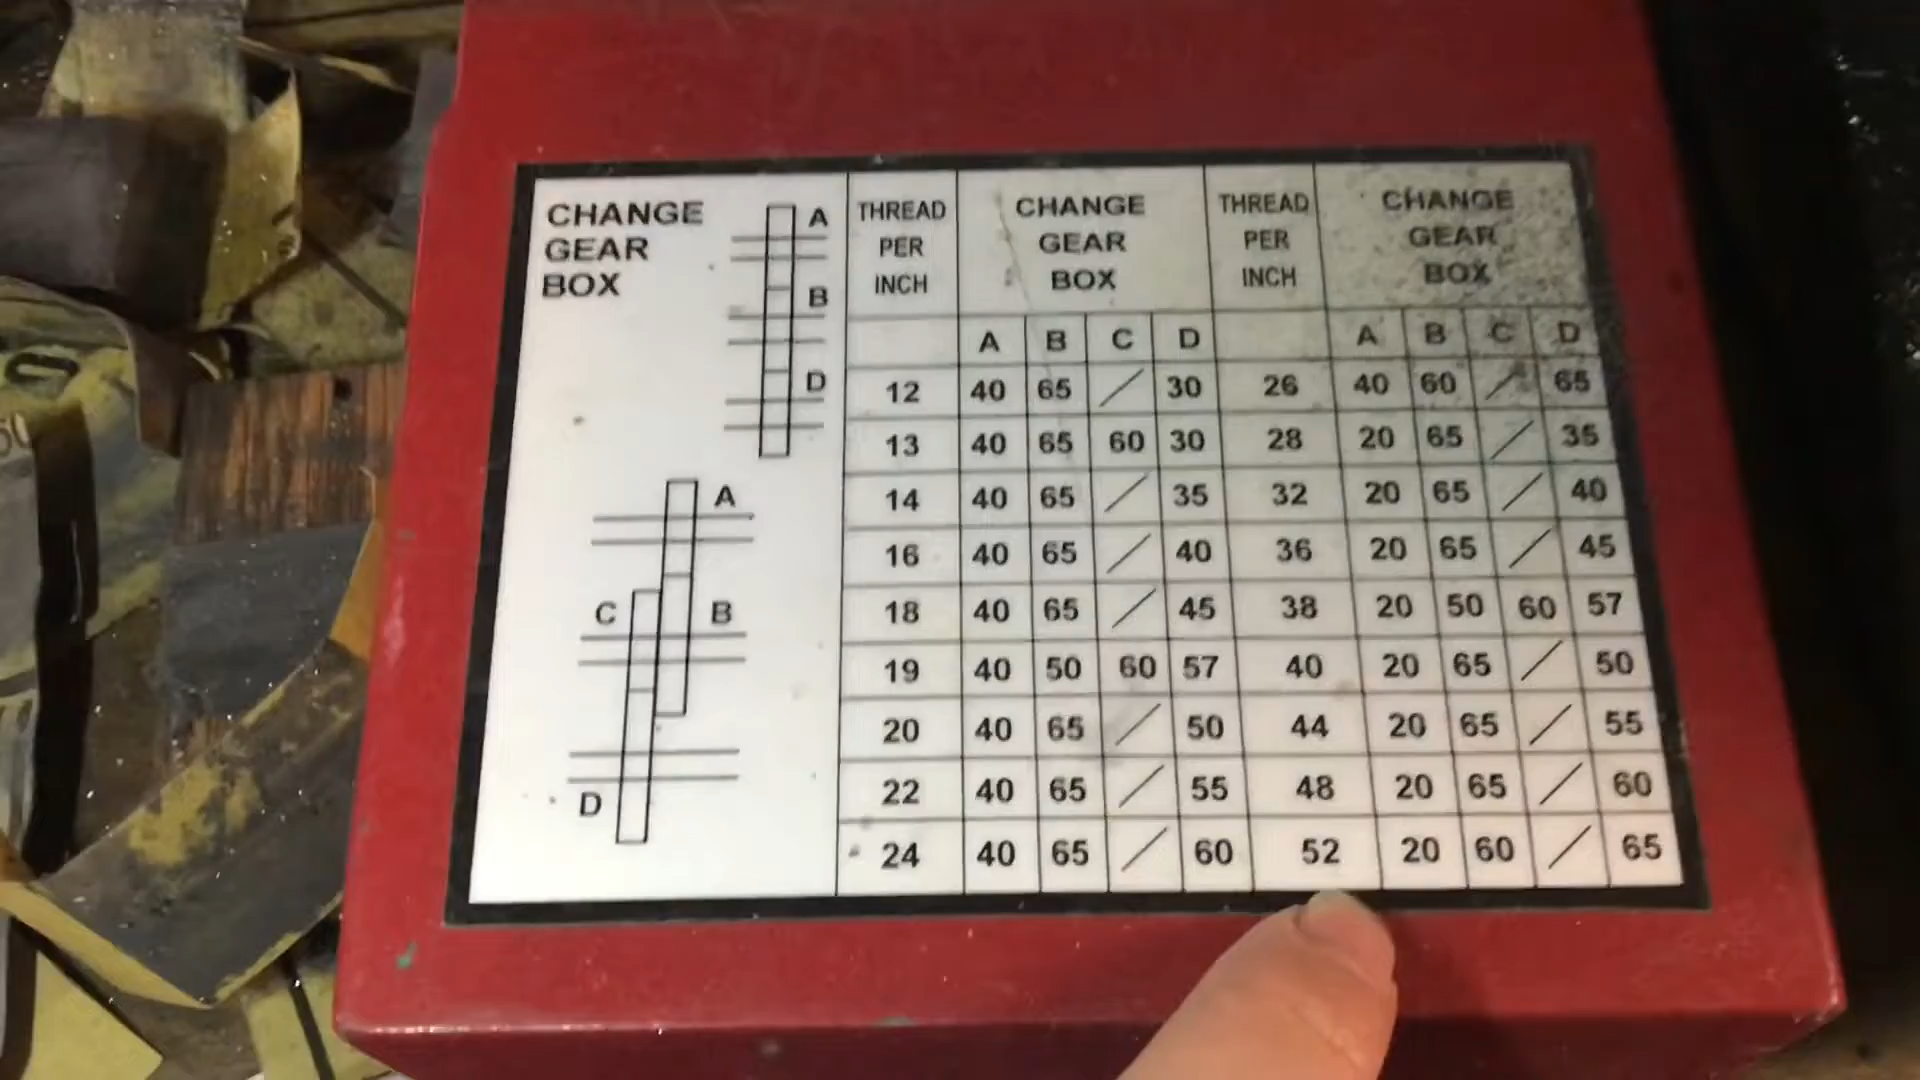 CHANGE
GEAR
BOX
A
B
D
A
C B
D
THREAD PER INCH CHANGE GEAR BOX THREAD PER INCH CHANGE GEAR BOX
A B C D A B C D
12 40 65 / 30 26 40 60 / 65
13 40 65 60 30 28 20 65 / 35
14 40 65 / 35 32 20 65 / 40
16 40 65 / 40 36 20 65 / 45
18 40 65 / 45 38 20 50 60 57
19 40 50 60 57 40 20 65 / 50
20 40 65 / 50 44 20 65 / 55
22 40 65 / 55 48 20 65 / 60
24 40 65 / 60 52 20 60 / 65